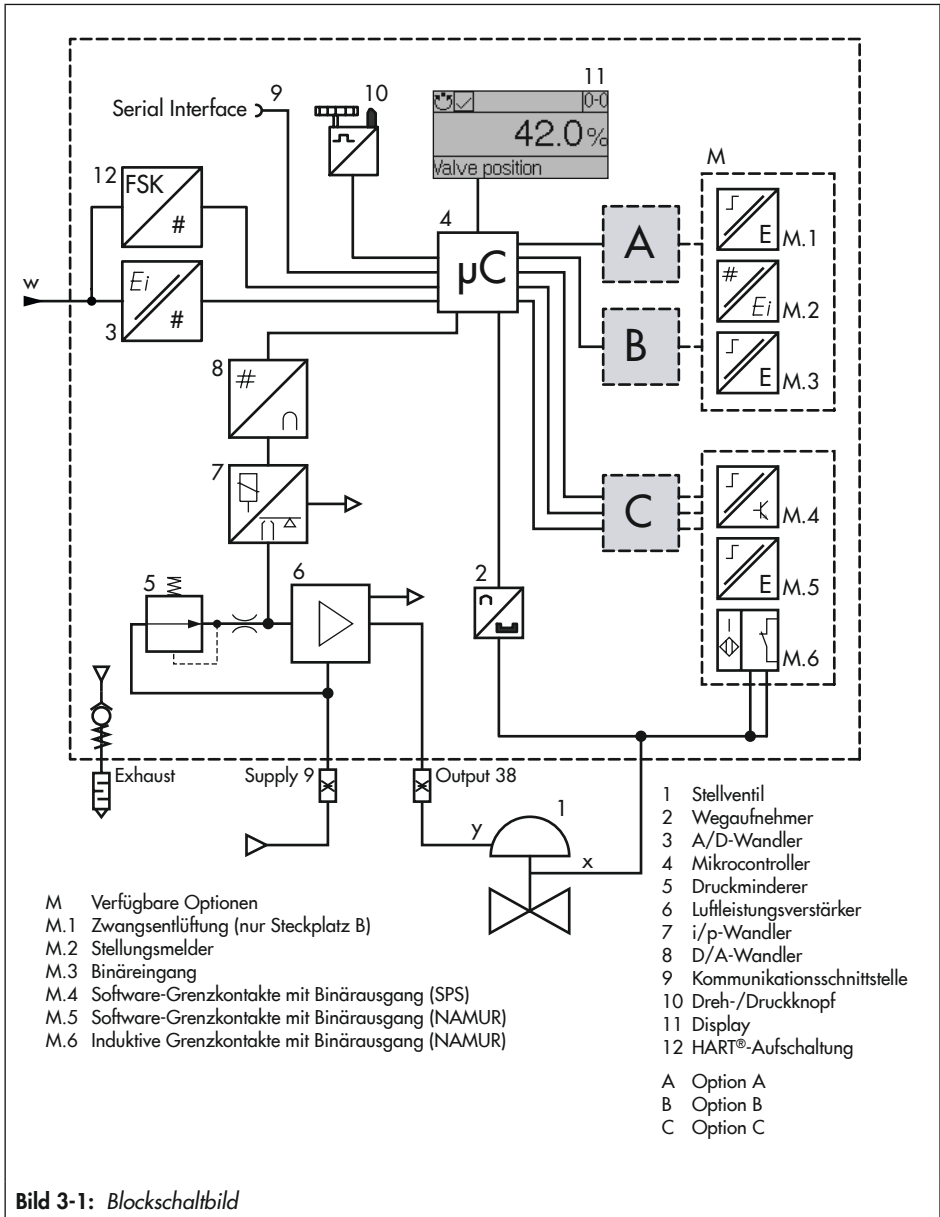 9
10
11
Serial Interface
0-0
42.0%
Valve position
12
FSK
#
4
µC
M
A
E
M.1
w
Ei
#
3
#
Ei
M.2
B
E
M.3
8
#
7
C
M.4
5
6
2
E
M.5
M.6
Exhaust
Supply 9
Output 38
1
y
x
1 Stellventil
2 Wegaufnehmer
3 A/D-Wandler
4 Mikrocontroller
5 Druckminderer
6 Luftleistungsverstärker
7 i/p-Wandler
8 D/A-Wandler
9 Kommunikationsschnittstelle
10 Dreh-/Druckknopf
11 Display
12 HART®-Aufschaltung
A Option A
B Option B
C Option C
M Verfügbare Optionen
M.1 Zwangsentlüftung (nur Steckplatz B)
M.2 Stellungsmelder
M.3 Binäreingang
M.4 Software-Grenzkontakte mit Binärausgang (SPS)
M.5 Software-Grenzkontakte mit Binärausgang (NAMUR)
M.6 Induktive Grenzkontakte mit Binärausgang (NAMUR)
Bild 3-1: Blockschaltbild